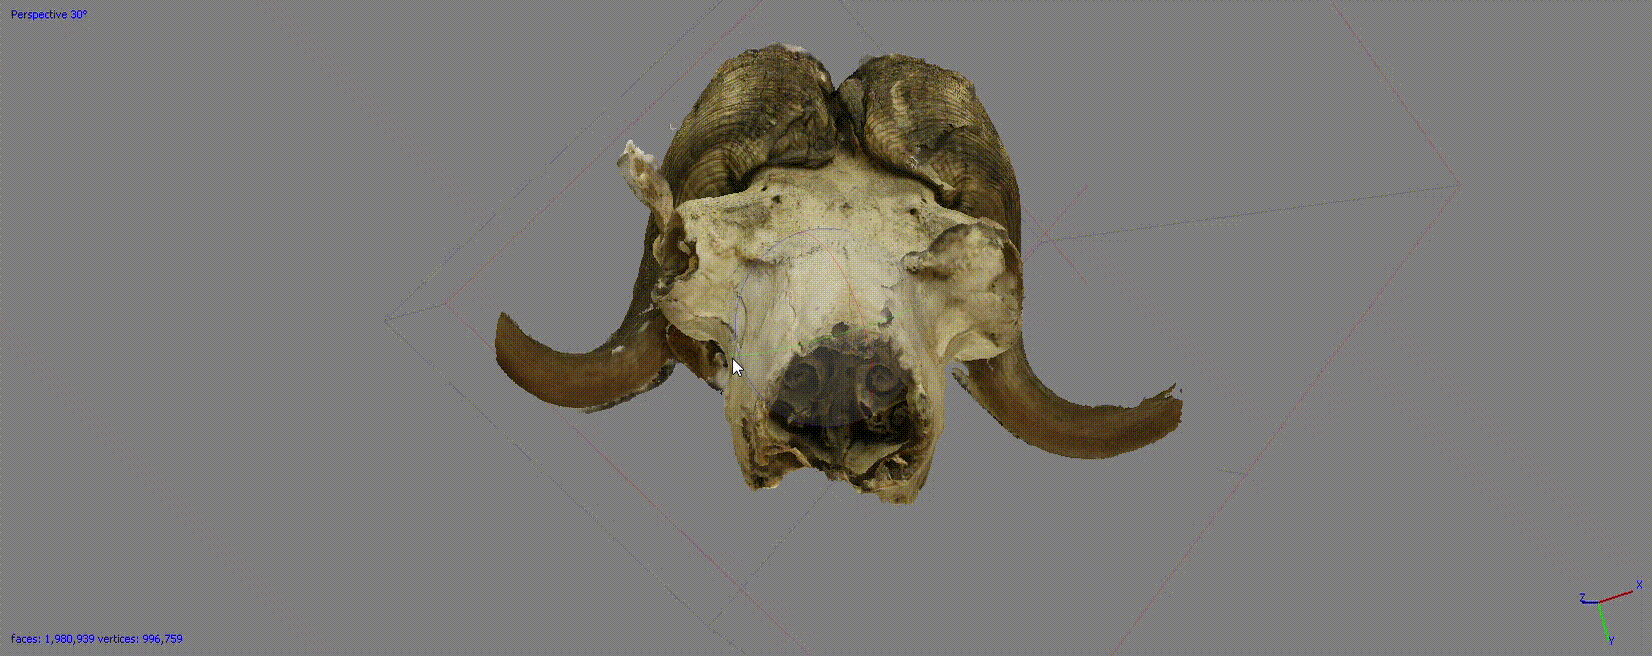 Perspective 30°
X
Z
Y
faces: 1,980,939 vertices: 996,759